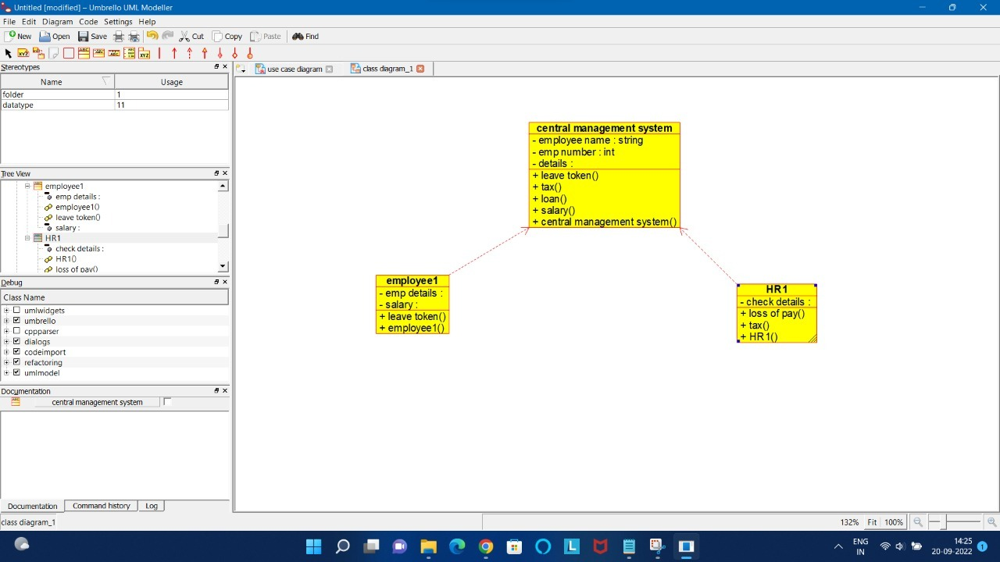 Untitled [modified] – Umbrello UML Modeller
File Edit Diagram Code Settings Help
New Open Save Cut Copy Paste Find
Stereotypes
Name Usage
folder 1
datatype 11
Tree View
employee1
emp details :
employee1()
leave token()
salary :
HR1
check details :
HR1()
loss of pay()
Debug
Class Name
umlwidgets
umbrello
cppparser
dialogs
codeimport
refactoring
umlmodel
Documentation
central management system
Documentation Command history Log
class diagram_1
use case diagram class diagram_1
central management system
- employee name : string
- emp number : int
- details :
+ leave token()
+ tax()
+ loan()
+ salary()
+ central management system()
employee1
- emp details :
- salary :
+ leave token()
+ employee1()
HR1
- check details :
+ loss of pay()
+ tax()
+ HR1()
132% Fit 100%
ENG
IN
14:25
20-09-2022
1